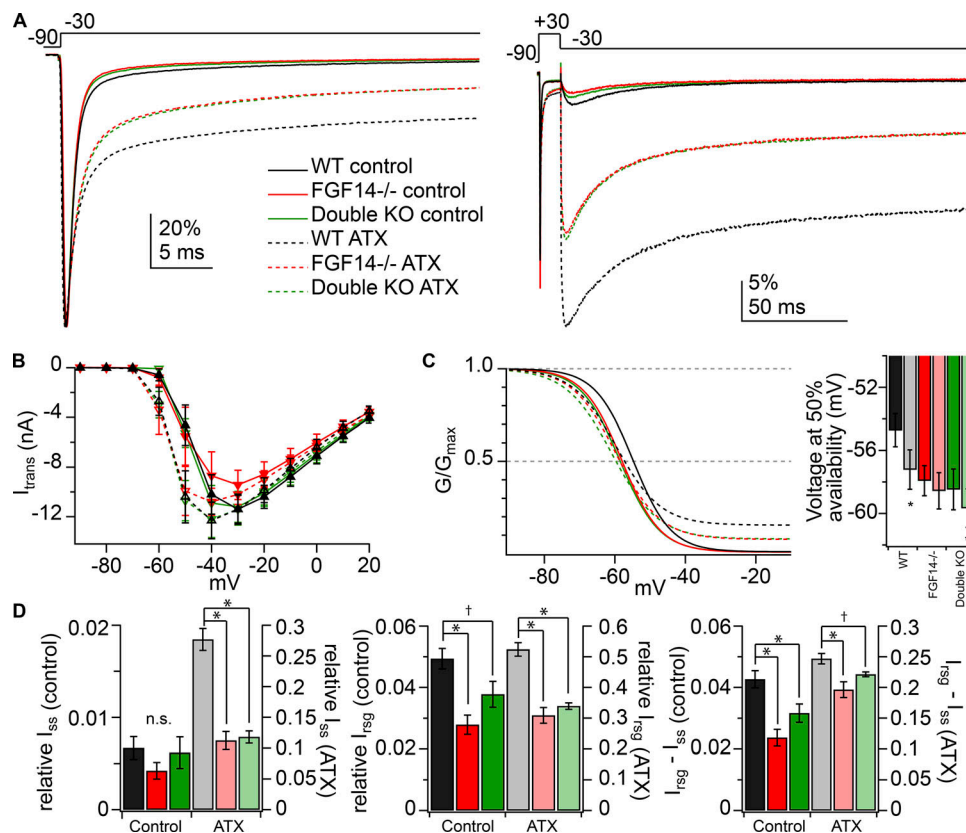 A
-90
-30
+30
-90
-30
WT control
FGF14-/- control
Double KO control
WT ATX
FGF14-/- ATX
Double KO ATX
20%
5 ms
5%
50 ms
B
0
-4
-8
-12
I trans (nA)
-80 -60 -40 -20 0 20
mV
C
1.0
0.5
G/Gmax
-80 -60 -40 -20
mV
-52
-56
-60
Voltage at 50% availability (mV)
*
WT
FGF14-/-
Double KO
D
0.02
0.01
0
relative Iss (control)
n.s.
*
*
0.3
0.25
0.2
0.15
0.1
0.05
0
relative Iss (ATX)
Control ATX
0.06
0.04
0.02
0
relative Irsg (control)
†
*
*
*
0.6
0.5
0.4
0.3
0.2
0.1
0
relative Irsg (ATX)
Control ATX
0.06
0.04
0.02
0
Irsg - Iss (control)
*
*
†
*
0.3
0.25
0.2
0.15
0.1
0.05
0
Irsg - Iss (ATX)
Control ATX